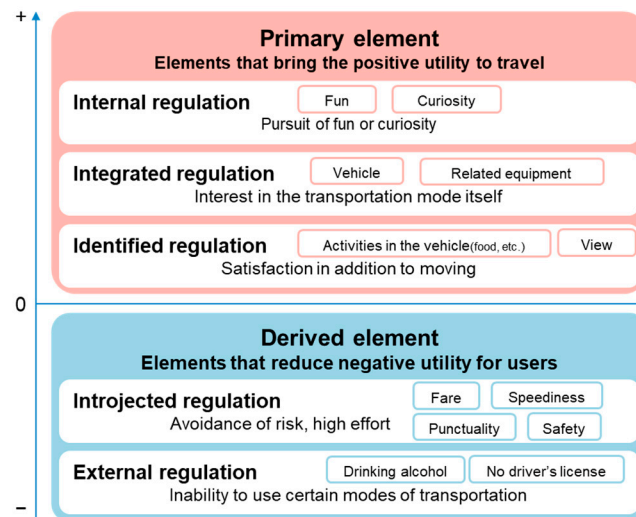 +
Primary element
Elements that bring the positive utility to travel
Internal regulation Fun Curiosity
Pursuit of fun or curiosity
Integrated regulation Vehicle Related equipment
Interest in the transportation mode itself
Identified regulation Activities in the vehicle(food, etc.) View
Satisfaction in addition to moving
0
Derived element
Elements that reduce negative utility for users
Introjected regulation Fare Speediness
Avoidance of risk, high effort Punctuality Safety
External regulation Drinking alcohol No driver's license
Inability to use certain modes of transportation
−